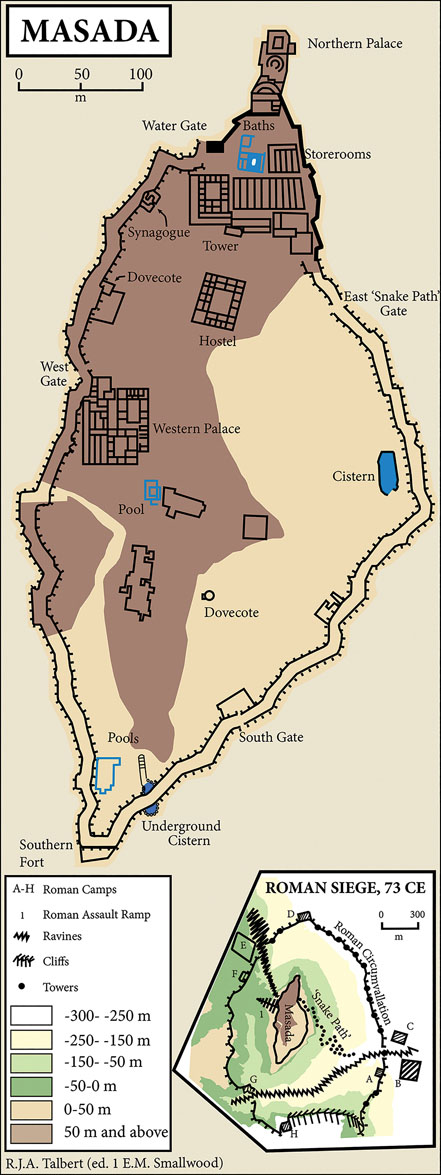 MASADA
0 50 100
m
Northern Palace
Water Gate
Baths
Storerooms
Synagogue
Tower
Dovecote
East ‘Snake Path’
Gate
Hostel
West
Gate
Western Palace
Cistern
Pool
Dovecote
South Gate
Pools
Underground
Cistern
Southern
Fort
A-H Roman Camps
1 Roman Assault Ramp
Ravines
Cliffs
Towers
-300- -250 m
-250- -150 m
-150- -50 m
-50-0 m
0-50 m
50 m and above
ROMAN SIEGE, 73 CE
0 300
m
D
Roman Circumvallation
E
F
1
Masada
‘Snake Path’
C
A
B
G
H
R.J.A. Talbert (ed. 1 E.M. Smallwood)